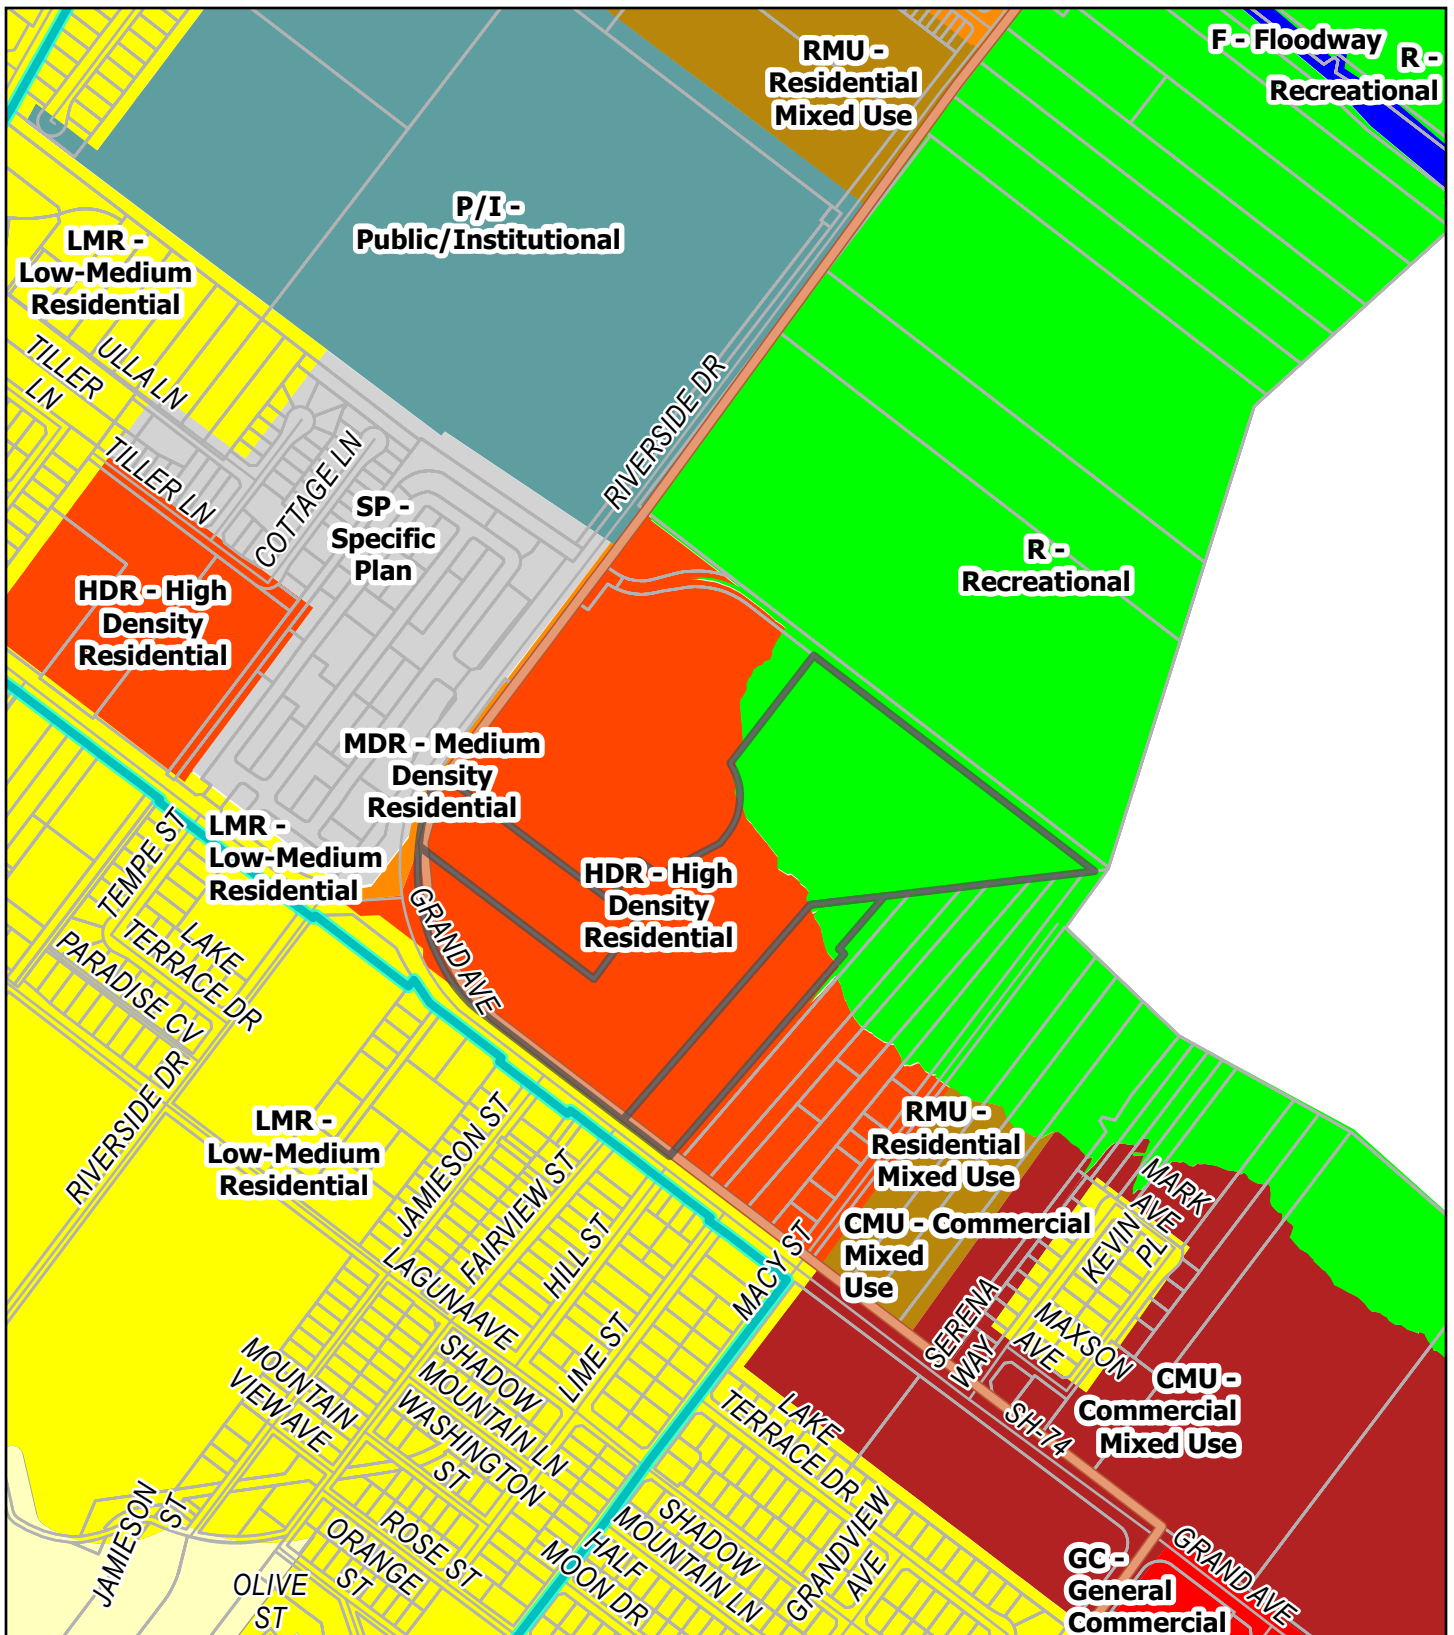 F - Floodway
R -
Recreational
RMU -
Residential
Mixed Use
P/I -
Public/Institutional
LMR -
Low-Medium
Residential
TILLER
LN
ULLA LN
RIVERSIDE DR
TILLER LN
COTTAGE LN
SP -
Specific
Plan
R -
Recreational
HDR - High
Density
Residential
MDR - Medium
Density
Residential
TEMPE ST
LMR -
Low-Medium
Residential
HDR - High
Density
Residential
GRAND AVE
LAKE
TERRACE DR
PARADISE CV
RIVERSIDE DR
LMR -
Low-Medium
Residential
JAMIESON ST
FAIRVIEW ST
HILL ST
LAGUNA AVE
LIME ST
MACY ST
RMU -
Residential
Mixed Use
CMU - Commercial
Mixed
Use
MARK
AVE
KEVIN
PL
SERENA
WAY
MAXSON
AVE
CMU -
Commercial
Mixed Use
SH-74
MOUNTAIN
VIEW AVE
SHADOW
MOUNTAIN LN
WASHINGTON
ST
LAKE
TERRACE DR
JAMIESON
ST
ROSE ST
ORANGE
ST
OLIVE
ST
HALF
MOON DR
SHADOW
MOUNTAIN LN
GRANDVIEW
AVE
GRAND AVE
GC -
General
Commercial